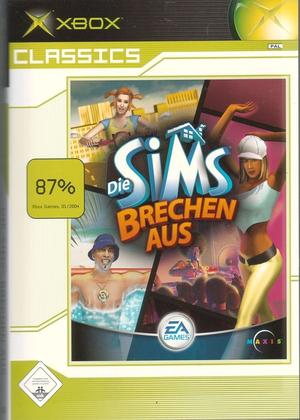 XBOX
PAL
CLASSICS
Die SiMS
BRECHEN
AUS
87%
Xbox Games, 01/2004
EA
GAMES
MAXIS